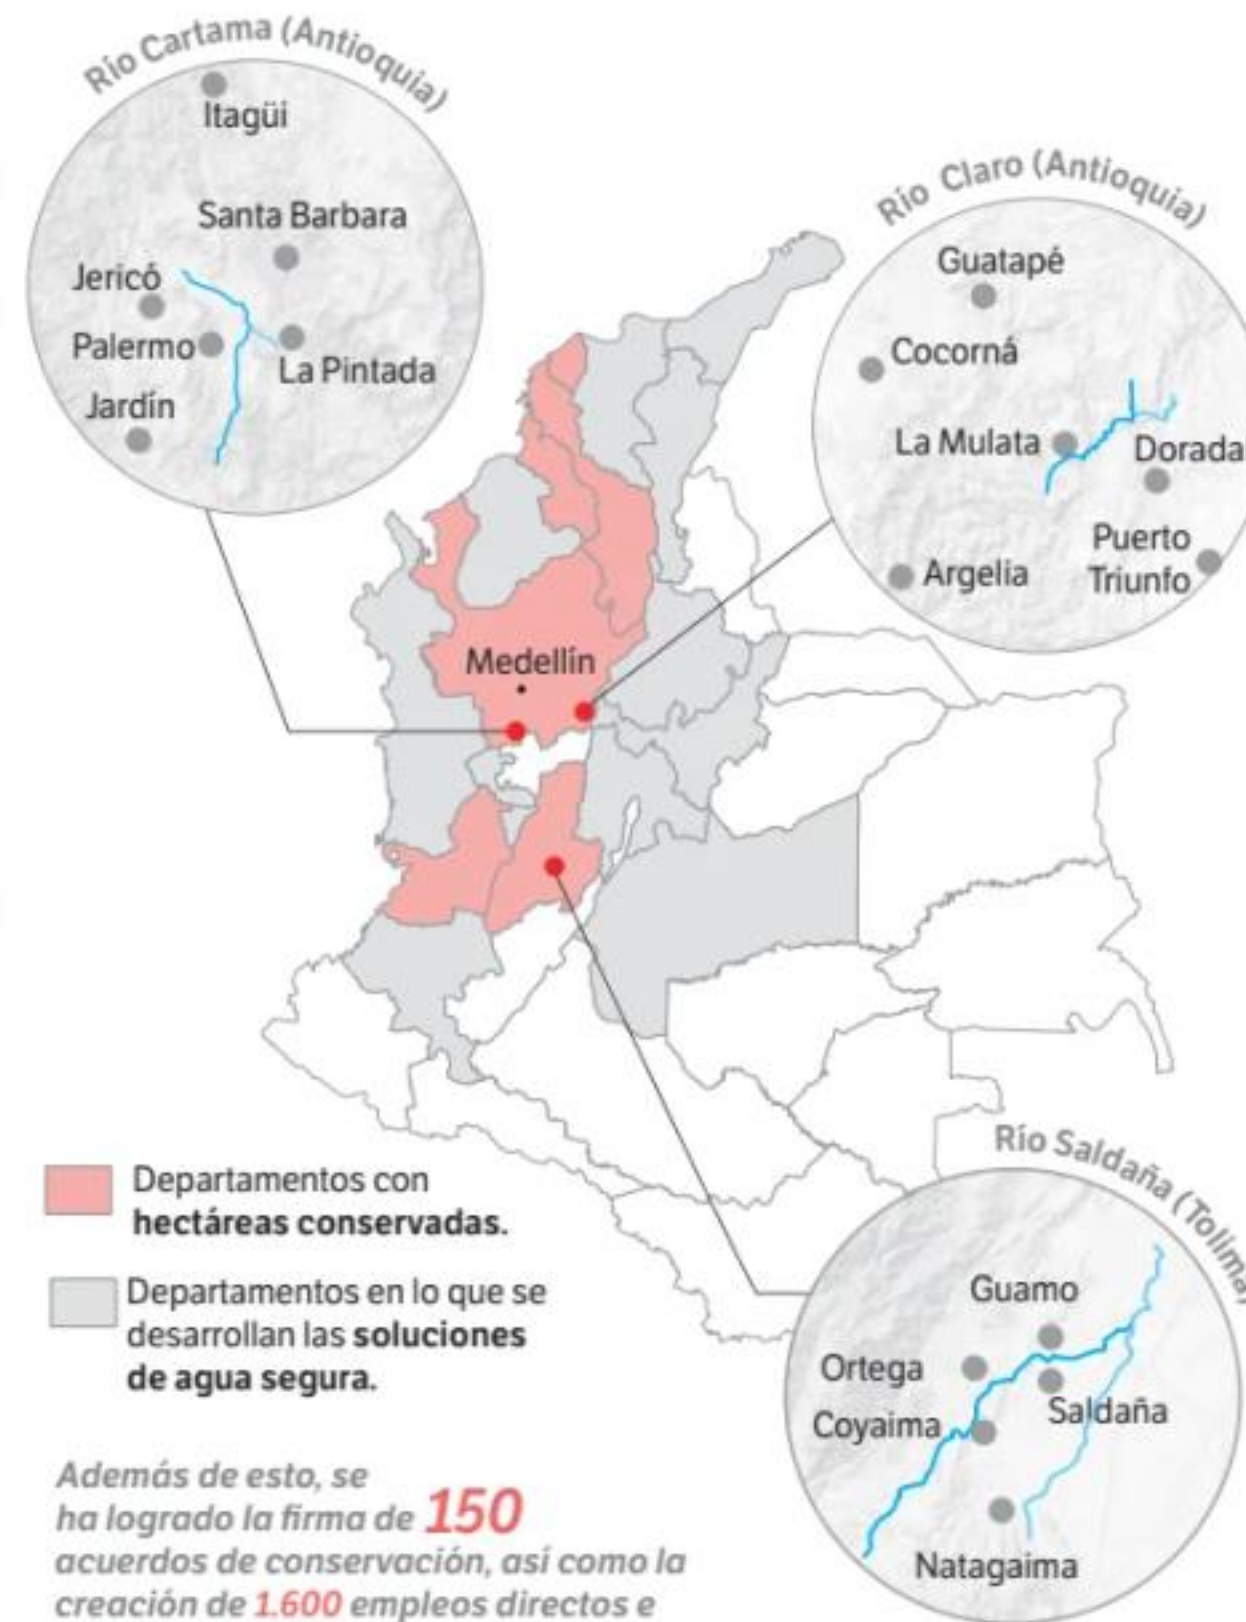 Río Cartama (Antioquia)
Itagüi
Santa Barbara
Jericó
Palermo
La Pintada
Jardín
Río Claro (Antioquia)
Guatapé
Cocorná
La Mulata
Dorada
Puerto
Triunfo
Argelia
Medellín
Departamentos con
hectáreas conservadas.
Departamentos en lo que se
desarrollan las soluciones
de agua segura.
Río Saldaña (Tolima)
Guamo
Ortega
Saldaña
Coyaima
Natagaima
Además de esto, se
ha logrado la firma de 150
acuerdos de conservación, así como la
creación de 1.600 empleos directos e